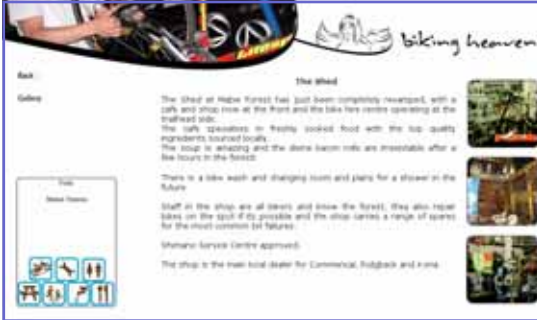 biking heaven
Back
Gallery
The Shed
The Shed at Mabie Forest has just been completely revamped, with a
cafe and shop now at the front and the bike hire centre operating at the
trailhead side.
The cafe specialises in freshly cooked food with the top quality
ingredients sourced locally.
The soup is amazing and the divine bacon rolls are irresistable after a
few hours in the forest!
There is a bike wash and changing room and plans for a shower in the
future
Staff in the shop are all bikers and know the forest, they also repair
bikes on the spot if its possible and the shop carries a range of spares
for the most common bit failures.
Shimano Service Centre approved.
The shop is the main local dealer for Commencal, Ridgback and Kona.